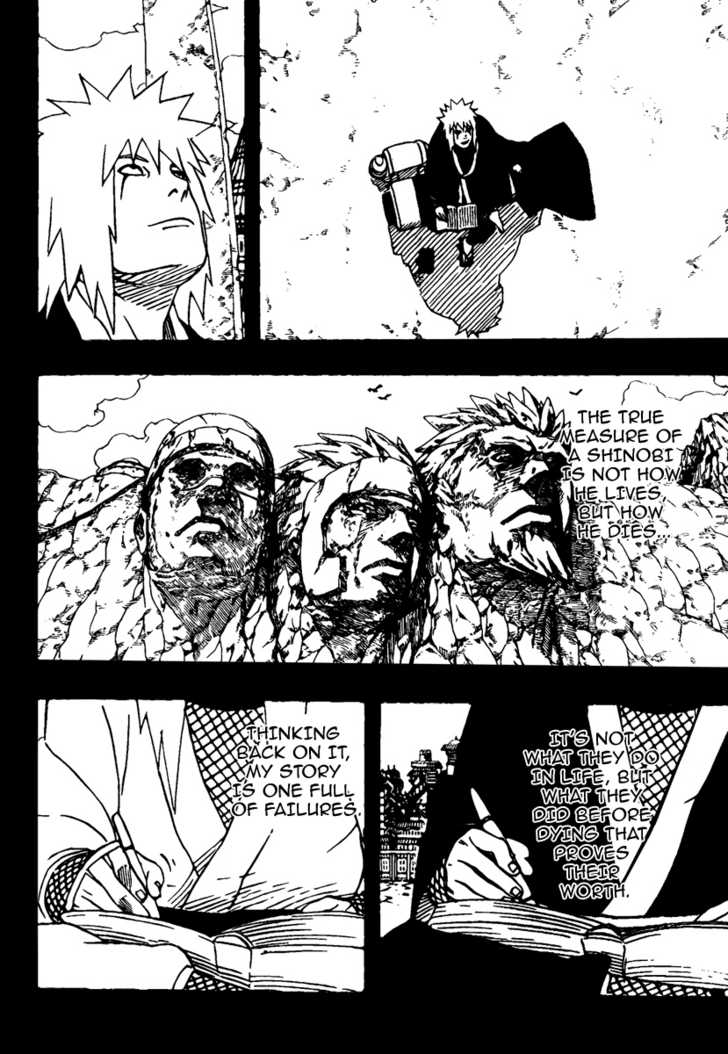 THE TRUE
MEASURE OF
A SHINOBI
IS NOT HOW
HE LIVES,
BUT HOW
HE DIES...
IT'S NOT
WHAT THEY DO
IN LIFE, BUT
WHAT THEY
DID BEFORE
DYING THAT
PROVES
THEIR
WORTH.
THINKING
BACK ON IT,
MY STORY
IS ONE FULL
OF FAILURES.